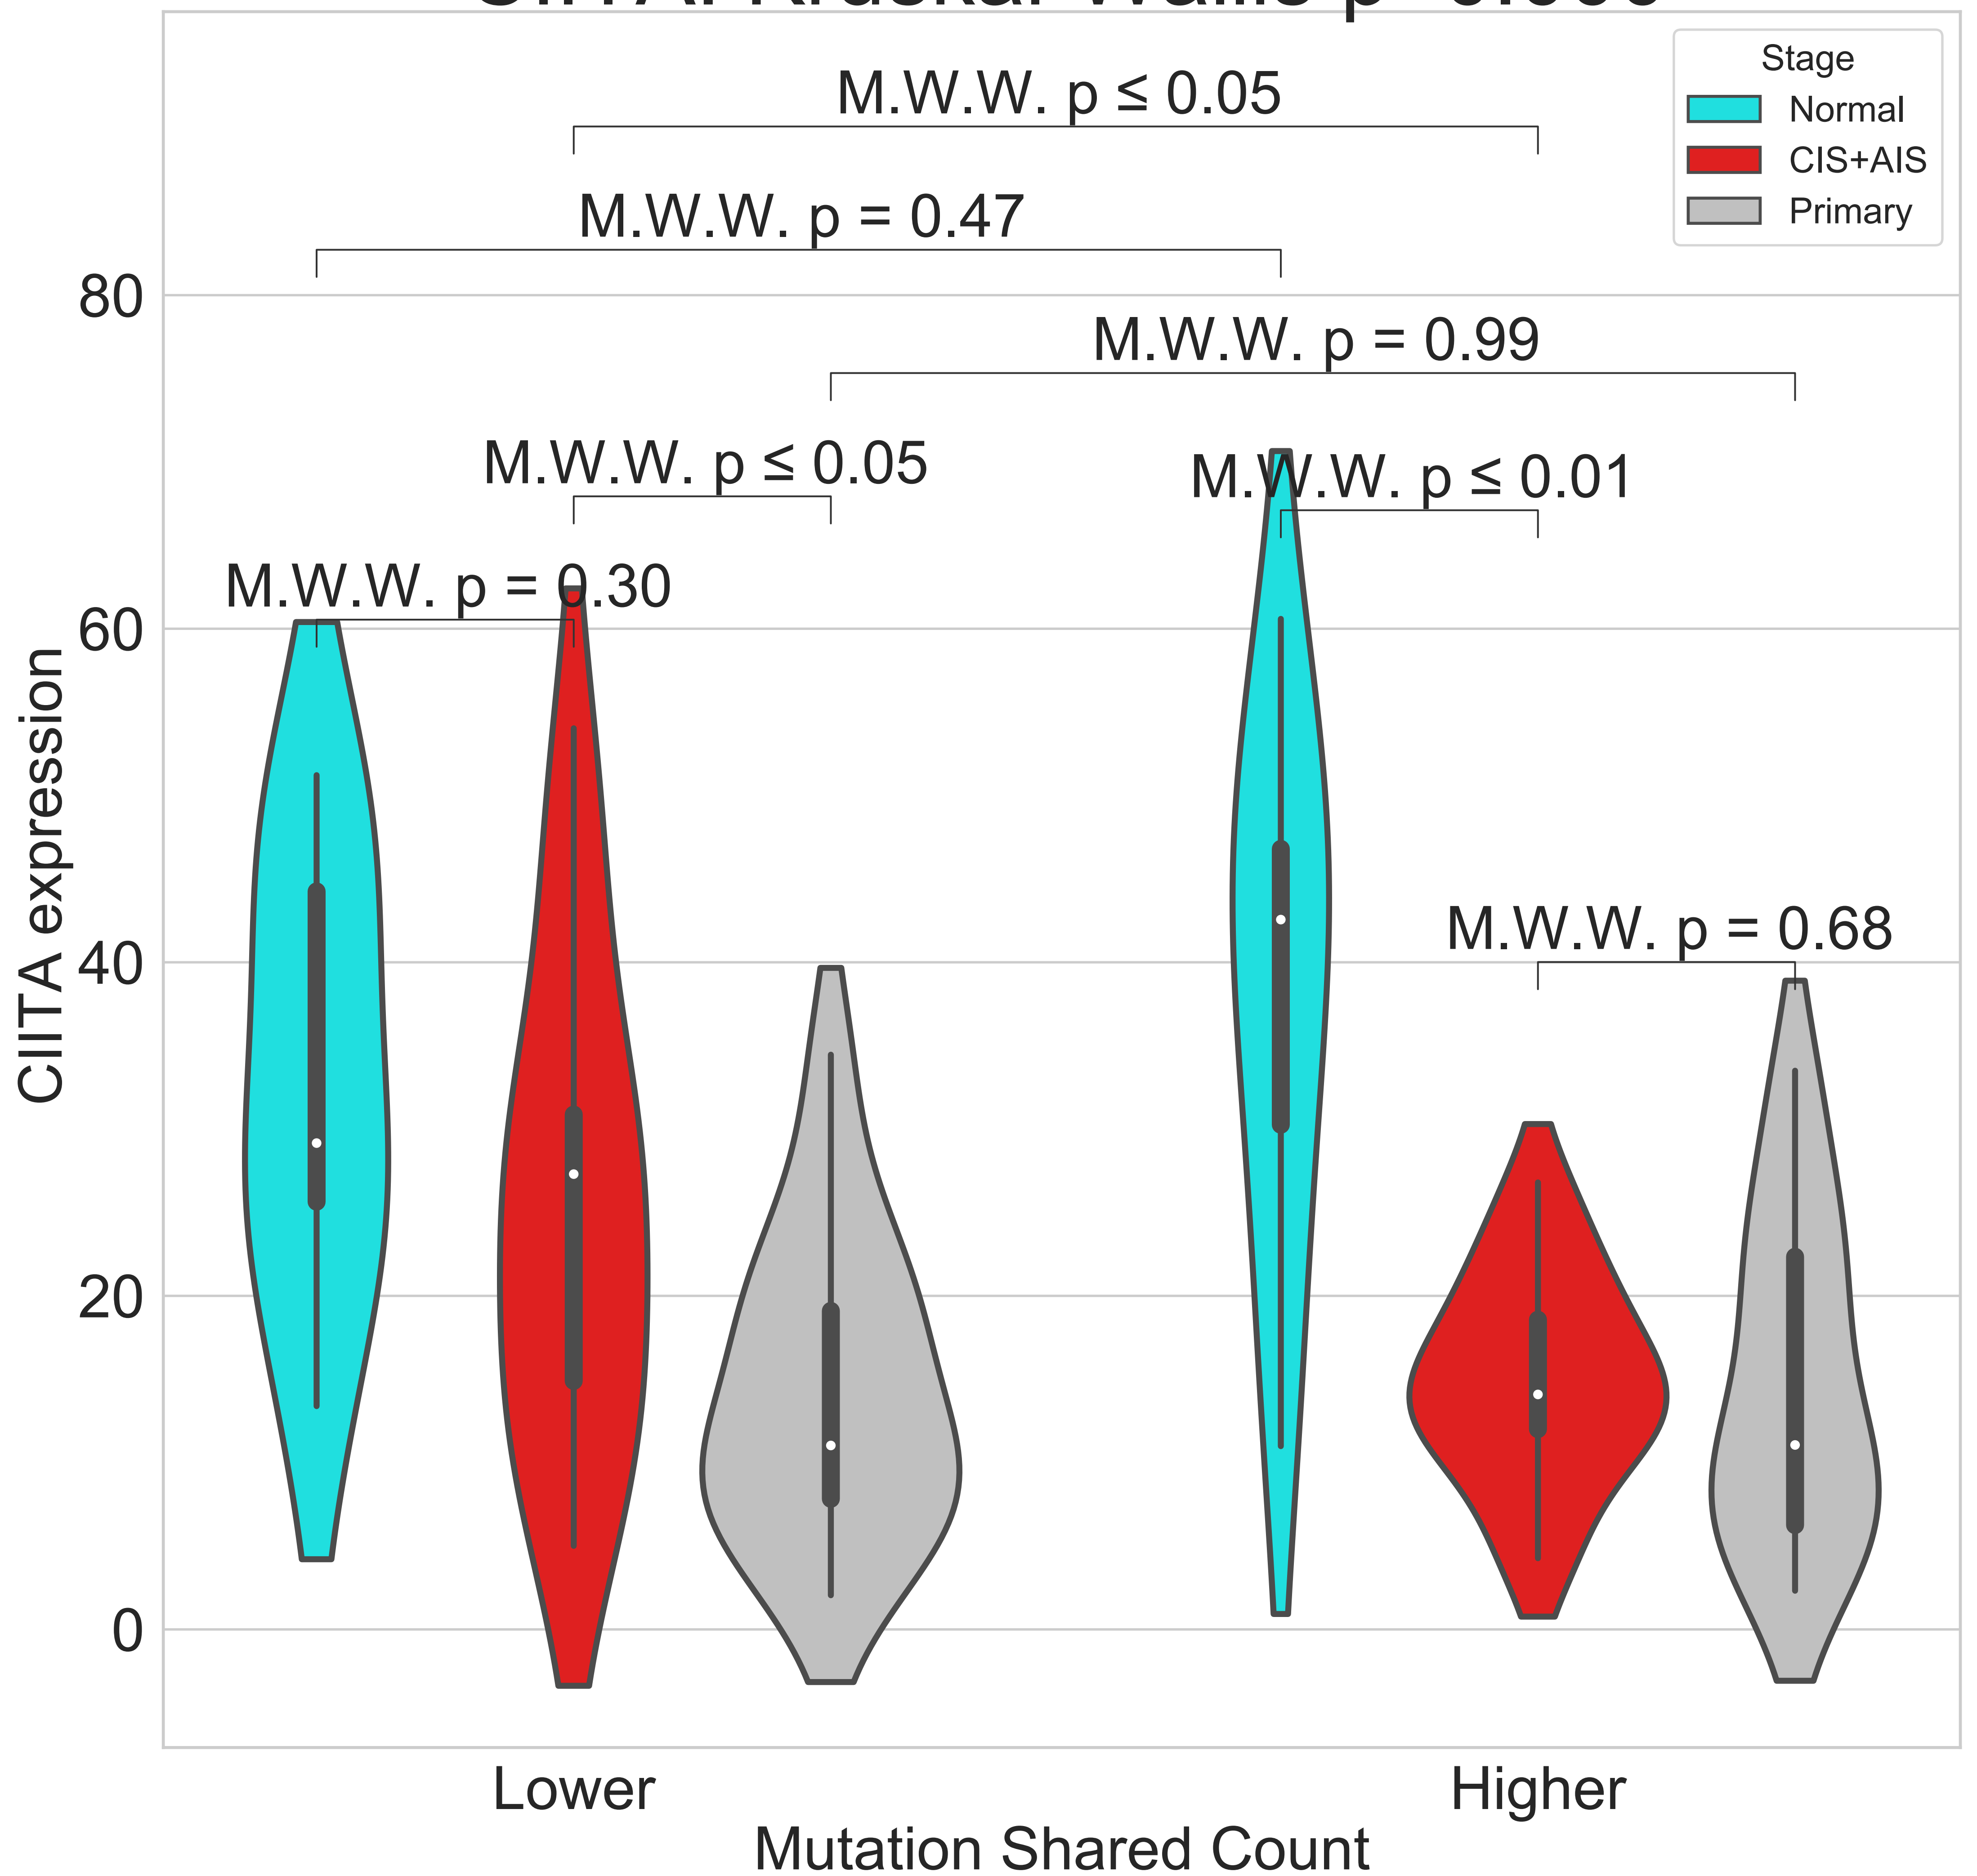 Stage
Normal
CIS+AIS
Primary
M.W.W. p ≤ 0.05
M.W.W. p = 0.47
M.W.W. p = 0.99
M.W.W. p ≤ 0.05
M.W.W. p ≤ 0.01
M.W.W. p = 0.30
M.W.W. p = 0.68
CIITA expression
80
60
40
20
0
Lower
Higher
Mutation Shared Count